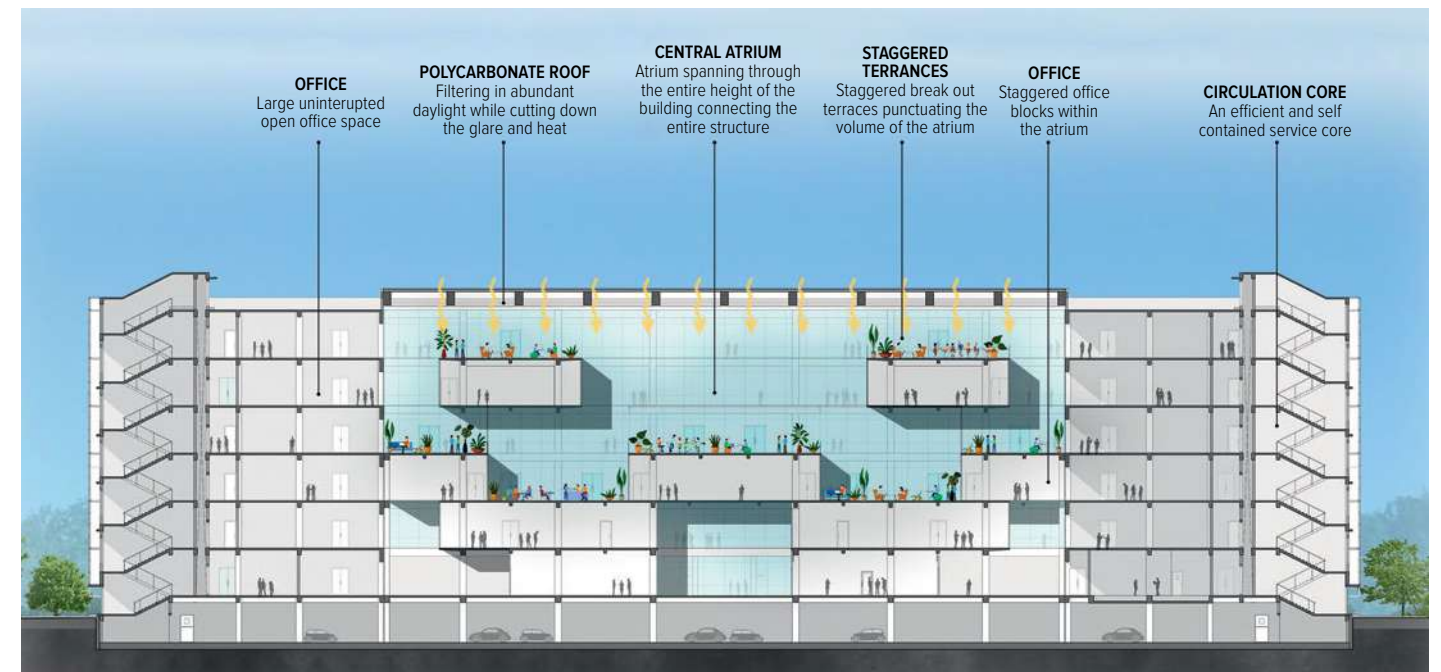 OFFICE
Large uninterupted
open office space
POLYCARBONATE ROOF
Filtering in abundant
daylight while cutting down
the glare and heat
CENTRAL ATRIUM
Atrium spanning through
the entire height of the
building connecting the
entire structure
STAGGERED
TERRANCES
Staggered break out
terraces punctuating the
volume of the atrium
OFFICE
Staggered office
blocks within
the atrium
CIRCULATION CORE
An efficient and self
contained service core